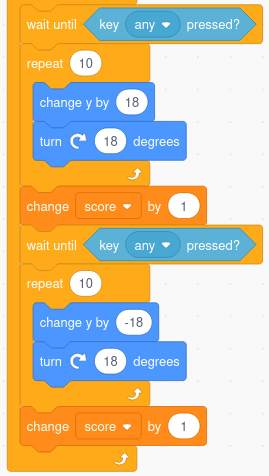 wait until key any pressed?
repeat 10
change y by 18
turn 18 degrees
change score by 1
wait until key any pressed?
repeat 10
change y by -18
turn 18 degrees
change score by 1